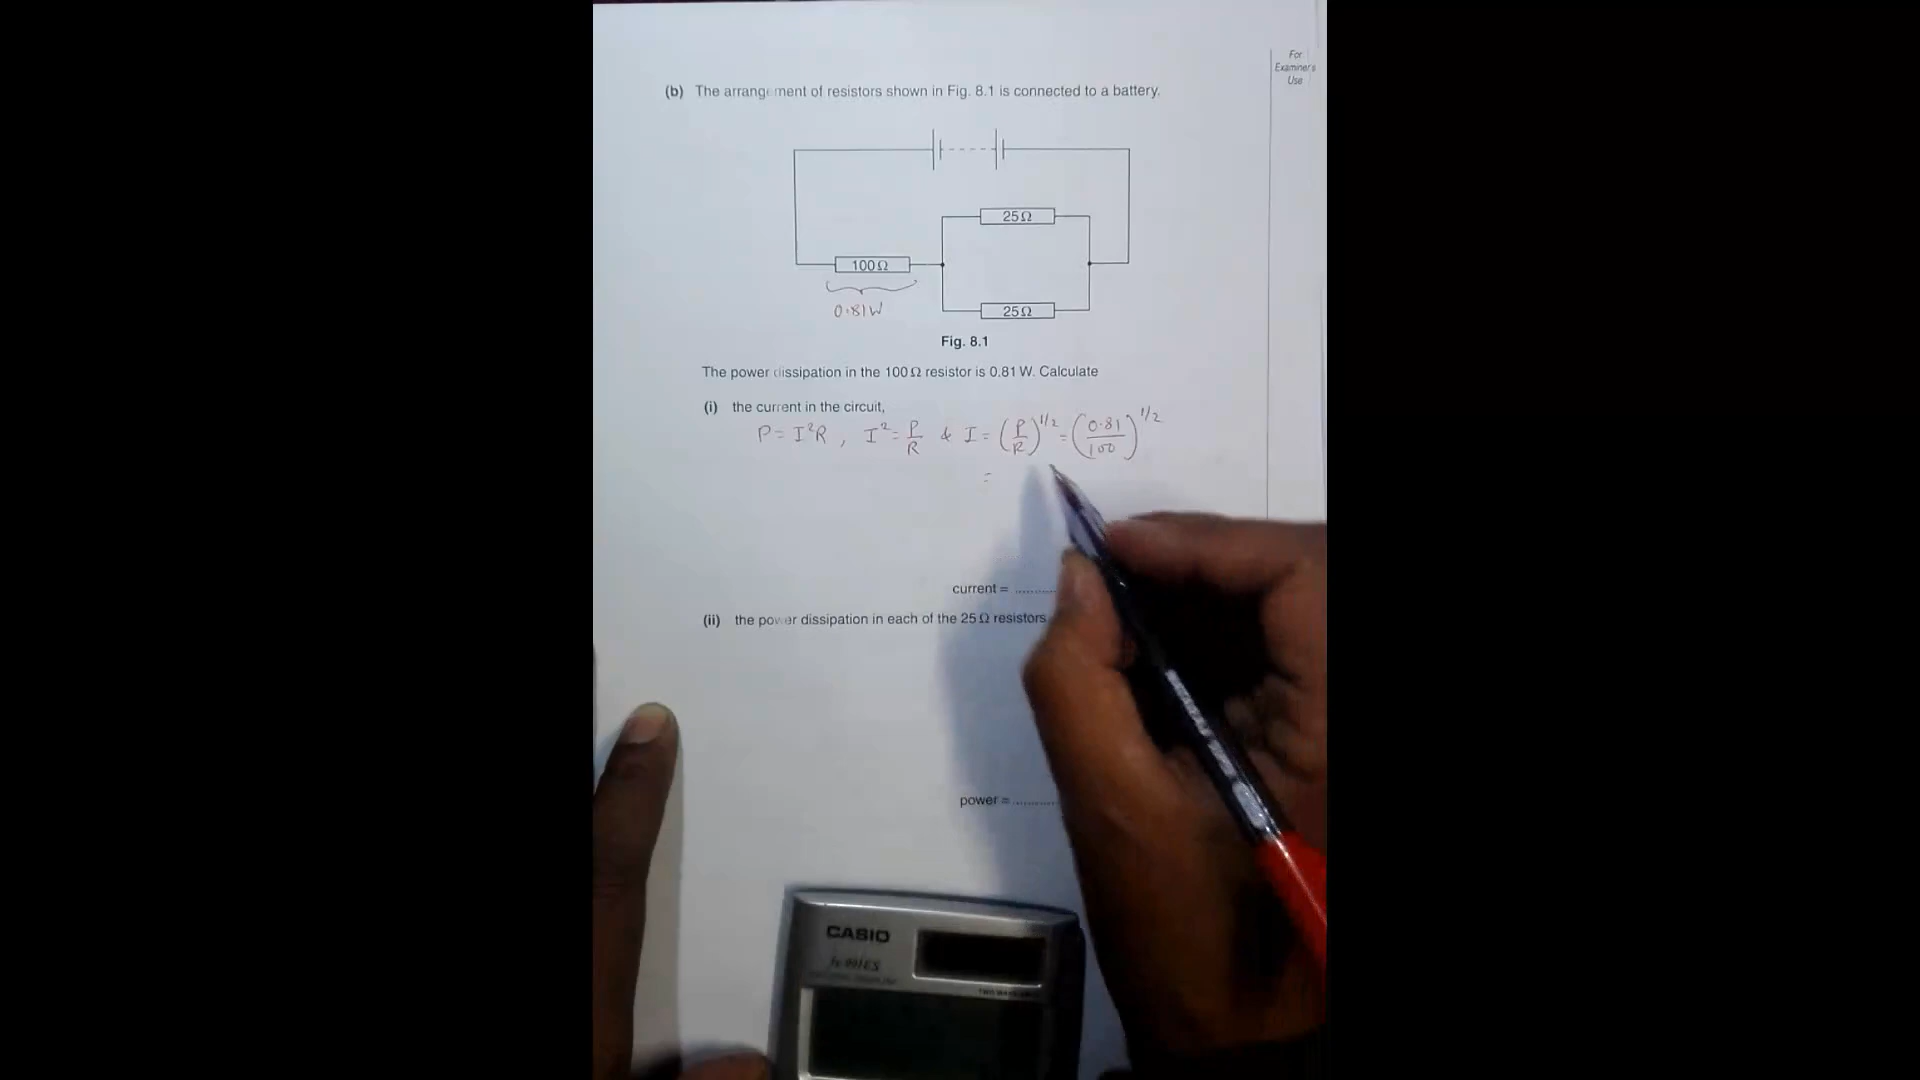 For
Examiner's
Use
(b) The arrangement of resistors shown in Fig. 8.1 is connected to a battery.
25Ω
100Ω
0.81W
25Ω
Fig. 8.1
The power dissipation in the 100Ω resistor is 0.81 W. Calculate
(i) the current in the circuit,
P = I²R , I² = P/R & I = (P/R)^1/2 = (0.81/100)^1/2
=
current = ............
(ii) the power dissipation in each of the 25Ω resistors
power = ............
CASIO
fx-991ES